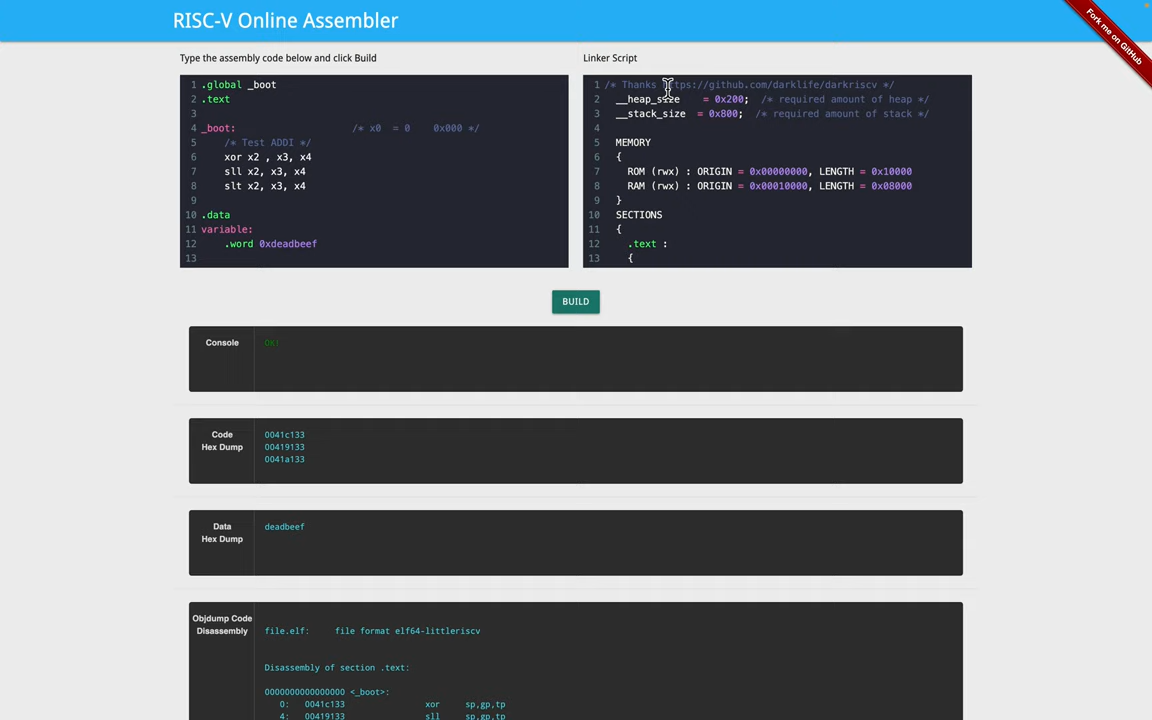 RISC-V Online Assembler
Fork me on GitHub
Type the assembly code below and click Build
Linker Script
1 .global _boot
2 .text
3
4 _boot: /* x0 = 0 0x000 */
5 /* Test ADDI */
6 xor x2 , x3, x4
7 sll x2, x3, x4
8 slt x2, x3, x4
9
10 .data
11 variable:
12 .word 0xdeadbeef
13
1 /* Thanks https://github.com/darklife/darkriscv */
2 __heap_size = 0x200; /* required amount of heap */
3 __stack_size = 0x800; /* required amount of stack */
4
5 MEMORY
6 {
7 ROM (rwx) : ORIGIN = 0x00000000, LENGTH = 0x10000
8 RAM (rwx) : ORIGIN = 0x00010000, LENGTH = 0x08000
9 }
10 SECTIONS
11 {
12 .text :
13 {
BUILD
Console
OK!
Code
Hex Dump
0041c133
00419133
0041a133
Data
Hex Dump
deadbeef
Objdump Code
Disassembly
file.elf: file format elf64-littleriscv
Disassembly of section .text:
0000000000000000 <_boot>:
0: 0041c133 xor sp,gp,tp
4: 00419133 sll sp,gp,tp